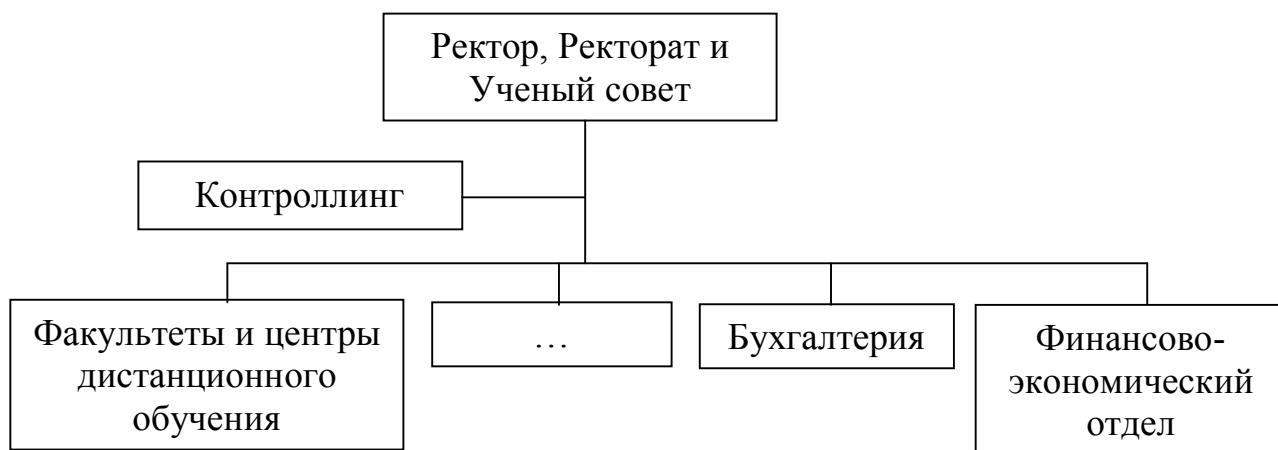 Ректор, Ректорат и
Ученый совет
Контроллинг
Факультеты и центры
дистанционного
обучения
…
Бухгалтерия
Финансово-
экономический
отдел